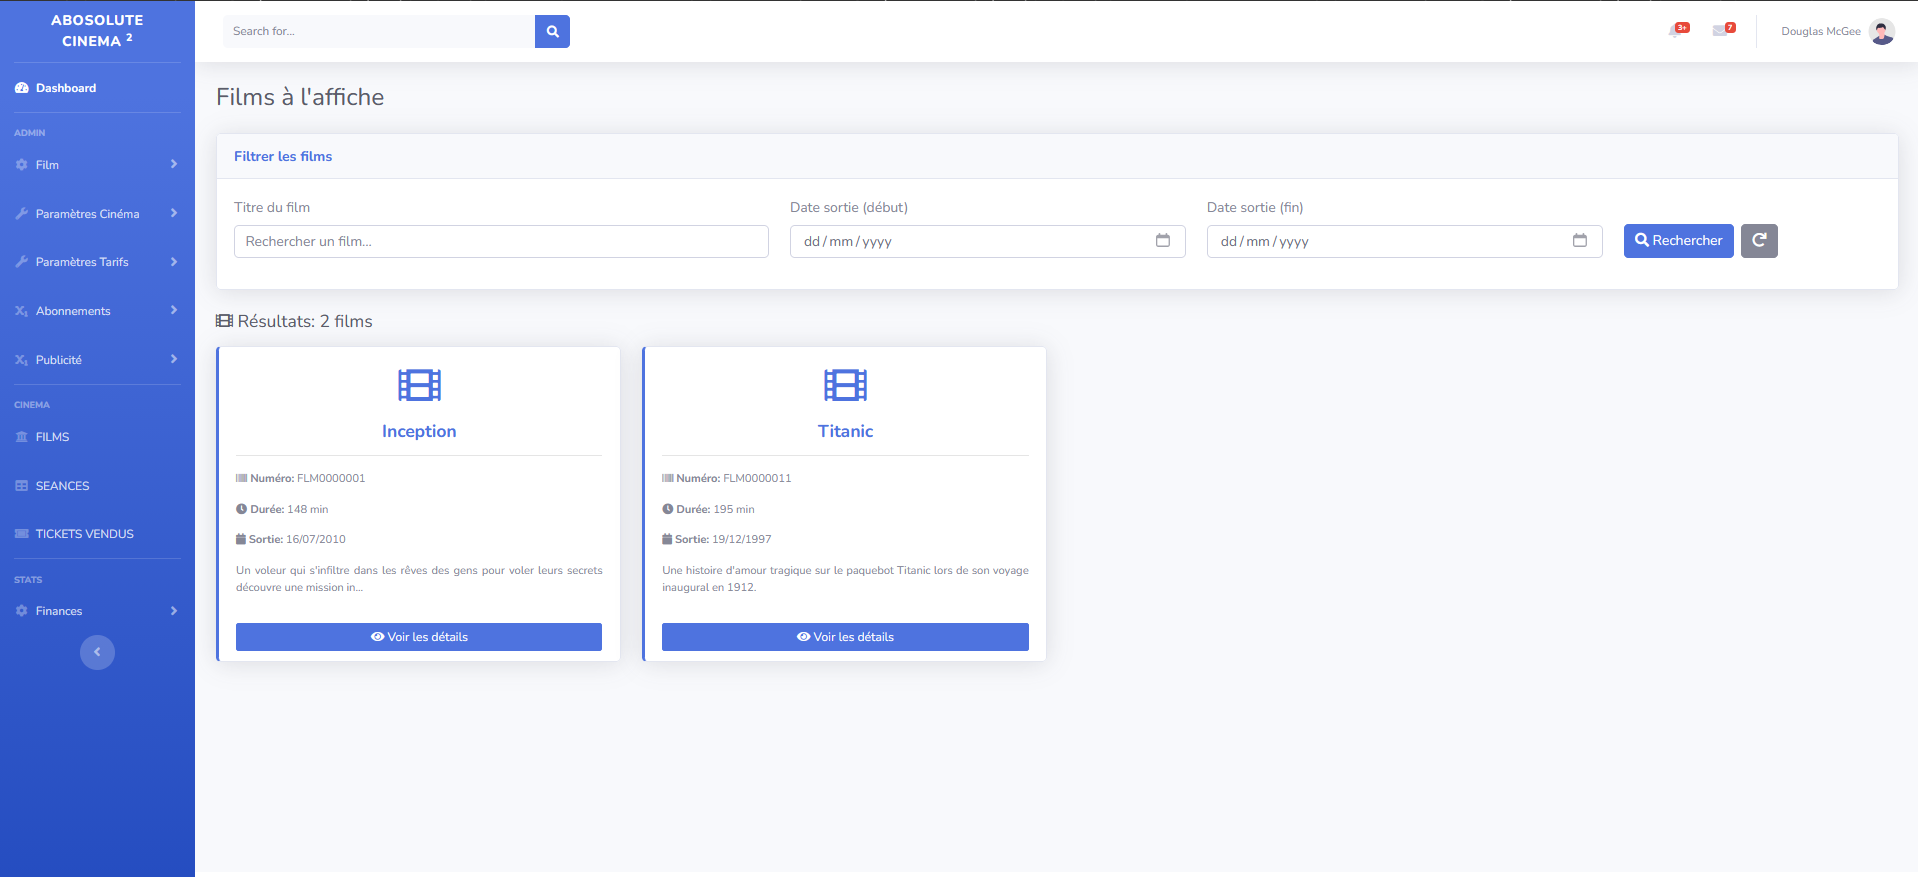 ABOSOLUTE
CINEMA 2
Search for...
3+
7
Douglas McGee
Dashboard
ADMIN
Film
Paramètres Cinéma
Paramètres Tarifs
Abonnements
Publicité
CINEMA
FILMS
SEANCES
TICKETS VENDUS
STATS
Finances
Films à l'affiche
Filtrer les films
Titre du film
Date sortie (début)
Date sortie (fin)
Rechercher un film...
dd/mm/yyyy
dd/mm/yyyy
Rechercher
Résultats: 2 films
Inception
Numéro: FLM0000001
Durée: 148 min
Sortie: 16/07/2010
Un voleur qui s'infiltre dans les rêves des gens pour voler leurs secrets
découvre une mission in...
Voir les détails
Titanic
Numéro: FLM0000011
Durée: 195 min
Sortie: 19/12/1997
Une histoire d'amour tragique sur le paquebot Titanic lors de son voyage
inaugural en 1912.
Voir les détails